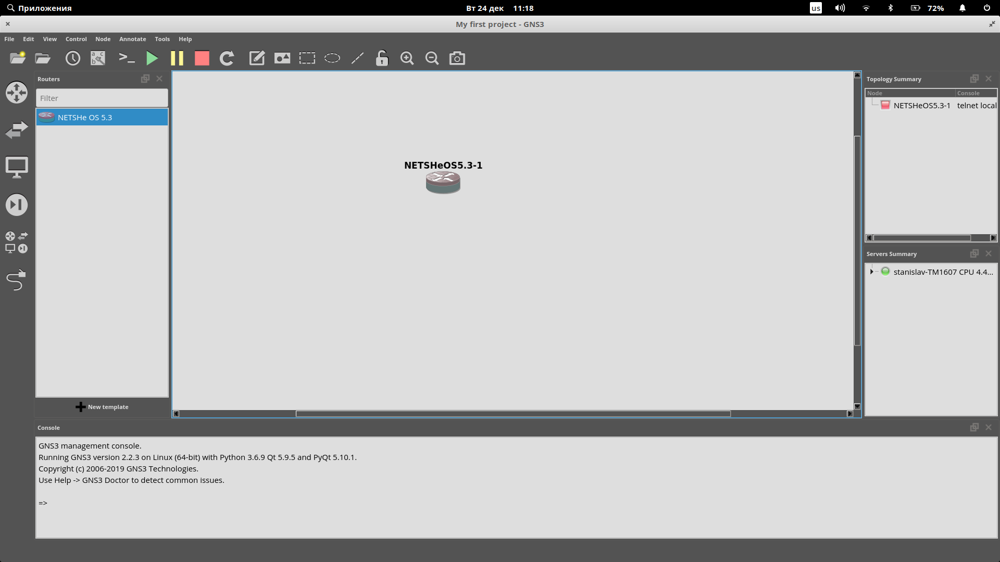 Приложения
Вт 24 дек 11:18
us
72%
My first project - GNS3
File Edit View Control Node Annotate Tools Help
a c
b
>_
Routers
Filter
NETSHe OS 5.3
New template
NETSHeOS5.3-1
Topology Summary
Node Console
NETSHeOS5.3-1 telnet local
Servers Summary
stanislav-TM1607 CPU 4.4...
Console
GNS3 management console.
Running GNS3 version 2.2.3 on Linux (64-bit) with Python 3.6.9 Qt 5.9.5 and PyQt 5.10.1.
Copyright (c) 2006-2019 GNS3 Technologies.
Use Help -> GNS3 Doctor to detect common issues.
=>